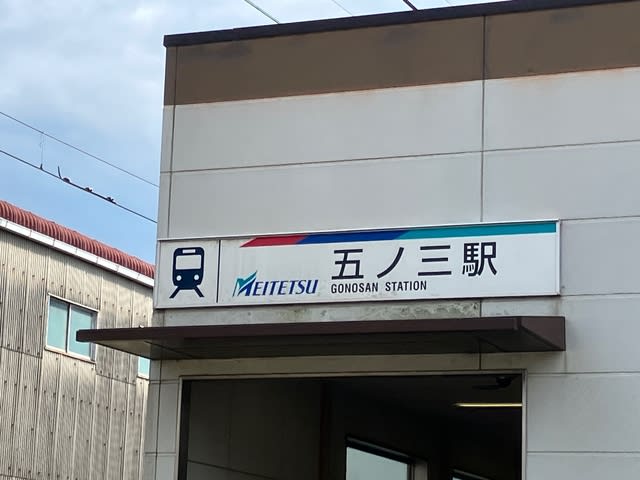 五ノ三駅
MEITETSU
GONOSAN STATION